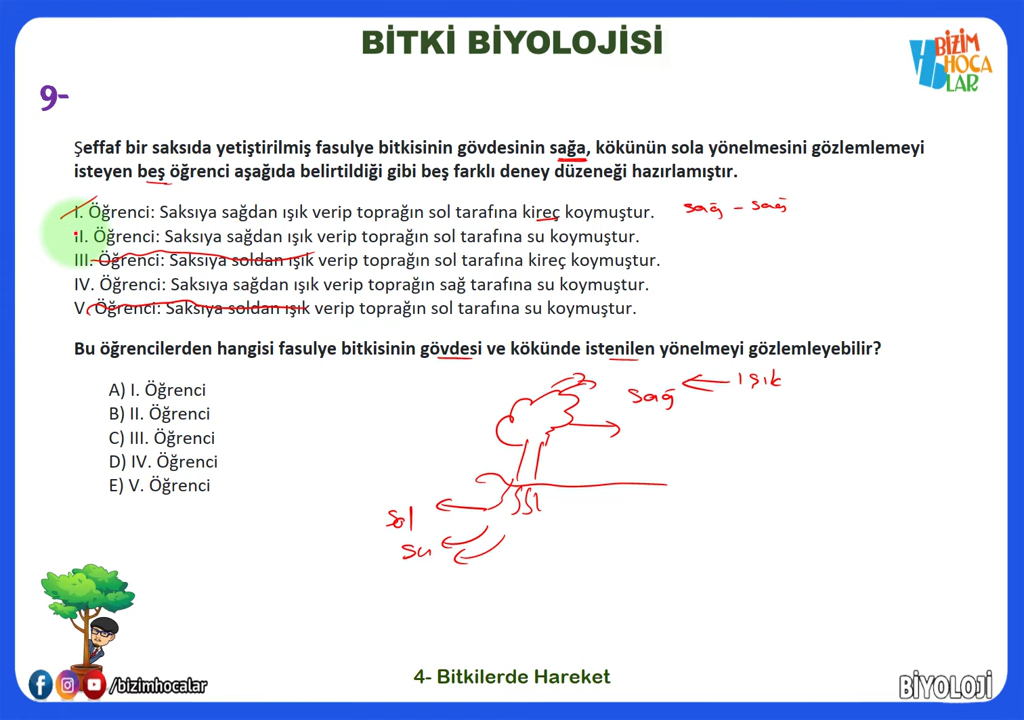 BİTKİ BİYOLOJİSİ
BİZİM
HOCA
LAR
9-
Şeffaf bir saksıda yetiştirilmiş fasulye bitkisinin gövdesinin sağa, kökünün sola yönelmesini gözlemlemeyi
isteyen beş öğrenci aşağıda belirtildiği gibi beş farklı deney düzeneği hazırlamıştır.
I. Öğrenci: Saksıya sağdan ışık verip toprağın sol tarafına kireç koymuştur. sağ - sağ
II. Öğrenci: Saksıya sağdan ışık verip toprağın sol tarafına su koymuştur.
III. Öğrenci: Saksıya soldan ışık verip toprağın sol tarafına kireç koymuştur.
IV. Öğrenci: Saksıya sağdan ışık verip toprağın sağ tarafına su koymuştur.
V. Öğrenci: Saksıya soldan ışık verip toprağın sol tarafına su koymuştur.
Bu öğrencilerden hangisi fasulye bitkisinin gövdesi ve kökünde istenilen yönelmeyi gözlemleyebilir?
A) I. Öğrenci
B) II. Öğrenci
C) III. Öğrenci
D) IV. Öğrenci
E) V. Öğrenci
sağ ışık
sol
su
/bizimhocalar
4- Bitkilerde Hareket
BİYOLOJİ